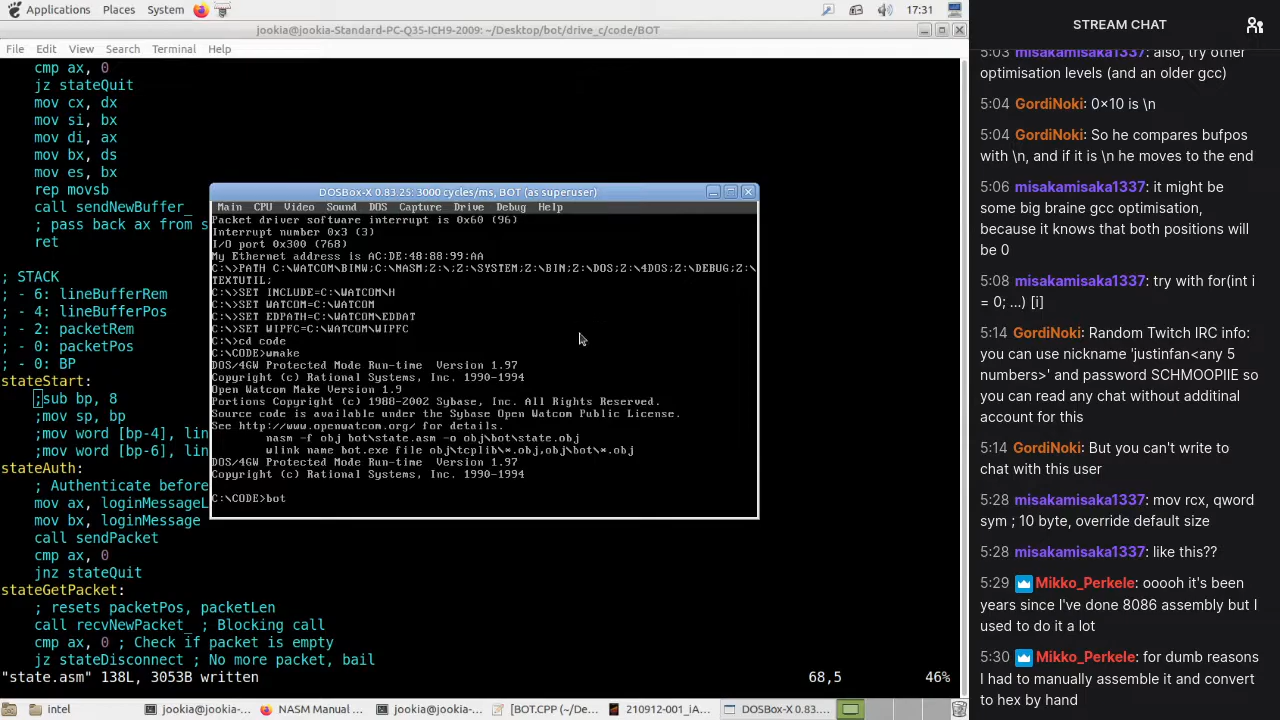 Applications Places System 17:31
jookia@jookia-Standard-PC-Q35-ICH9-2009: ~/Desktop/bot/drive_c/code/BOT
File Edit View Search Terminal Help
cmp ax, 0
jz stateQuit
mov cx, dx
mov si, bx
mov di, ax
mov bx, ds
mov es, bx
rep movsb
call sendNewBuffer_
; pass back ax from s
ret
; STACK
; - 6: lineBufferRem
; - 4: lineBufferPos
; - 2: packetRem
; - 0: packetPos
; - 0: BP
stateStart:
;sub bp, 8
;mov sp, bp
;mov word [bp-4], lin
;mov word [bp-6], lin
stateAuth:
; Authenticate before
mov ax, loginMessageL
mov bx, loginMessage
call sendPacket
cmp ax, 0
jnz stateQuit
stateGetPacket:
; resets packetPos, packetLen
call recvNewPacket_ ; Blocking call
cmp ax, 0 ; Check if packet is empty
jz stateDisconnect ; No more packet, bail
"state.asm" 138L, 3053B written 68,5 46%
DOSBox-X 0.83.25: 3000 cycles/ms, BOT (as superuser)
Main CPU Video Sound DOS Capture Drive Debug Help
Packet driver software interrupt is 0x60 (96)
Interrupt number 0x3 (3)
I/O port 0x300 (768)
My Ethernet address is AC:DE:48:88:99:AA
C:\>PATH C:\WATCOM\BINW;C:\NASM;Z:\;Z:\SYSTEM;Z:\BIN;Z:\DOS;Z:\4DOS;Z:\DEBUG;Z:\
TEXTUTIL;
C:\>SET INCLUDE=C:\WATCOM\H
C:\>SET WATCOM=C:\WATCOM
C:\>SET EDPATH=C:\WATCOM\EDDAT
C:\>SET WIPFC=C:\WATCOM\WIPFC
C:\>cd code
C:\CODE>wmake
DOS/4GW Protected Mode Run-time  Version 1.97
Copyright (c) Rational Systems, Inc. 1990-1994
Open Watcom Make Version 1.9
Portions Copyright (c) 1988-2002 Sybase, Inc. All Rights Reserved.
Source code is available under the Sybase Open Watcom Public License.
See http://www.openwatcom.org/ for details.
nasm -f obj bot\state.asm -o obj\bot\state.obj
wlink name bot.exe file obj\tcplib\*.obj,obj\bot\*.obj
DOS/4GW Protected Mode Run-time  Version 1.97
Copyright (c) Rational Systems, Inc. 1990-1994
C:\CODE>bot
intel jookia@jookia-... NASM Manual ... jookia@jookia-... [BOT.CPP (~/De... 210912-001_iA... DOSBox-X 0.83...
STREAM CHAT
5:03 misakamisaka1337: also, try other
optimisation levels (and an older gcc)
5:04 GordiNoki: 0x10 is \n
5:04 GordiNoki: So he compares bufpos
with \n, and if it is \n he moves to the end
5:06 misakamisaka1337: it might be
some big braine gcc optimisation,
because it knows that both positions will
be 0
5:08 misakamisaka1337: try with for(int i
= 0; ...) [i]
5:14 GordiNoki: Random Twitch IRC info:
you can use nickname 'justinfan<any 5
numbers>' and password SCHMOOPIIE so
you can read any chat without additinal
account for this
5:14 GordiNoki: But you can't write to
chat with this user
5:28 misakamisaka1337: mov rcx, qword
sym ; 10 byte, override default size
5:28 misakamisaka1337: like this??
5:29 Mikko_Perkele: ooooh it's been
years since I've done 8086 assembly but I
used to do it a lot
5:30 Mikko_Perkele: for dumb reasons
I had to manually assemble it and convert
to hex by hand